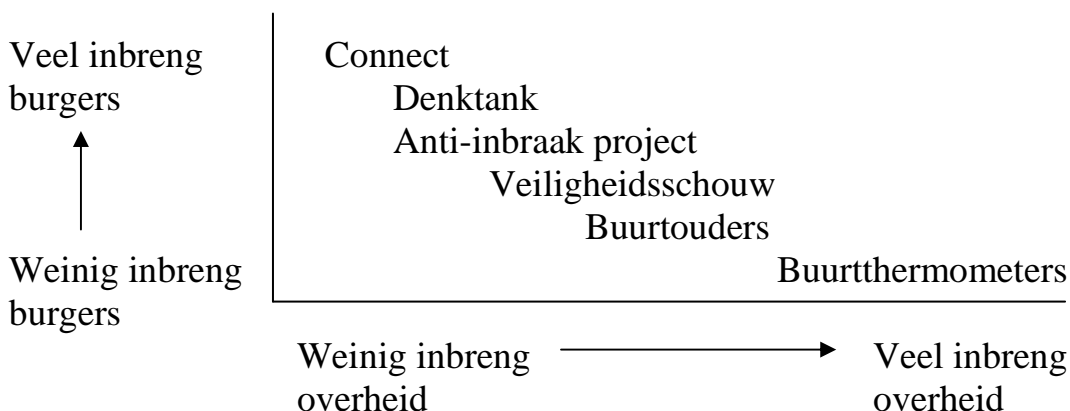 Veel inbreng
burgers
Weinig inbreng
burgers
Connect
Denktank
Anti-inbraak project
Veiligheidsschouw
Buurtouders
Buurtthermometers
Weinig inbreng
overheid
Veel inbreng
overheid